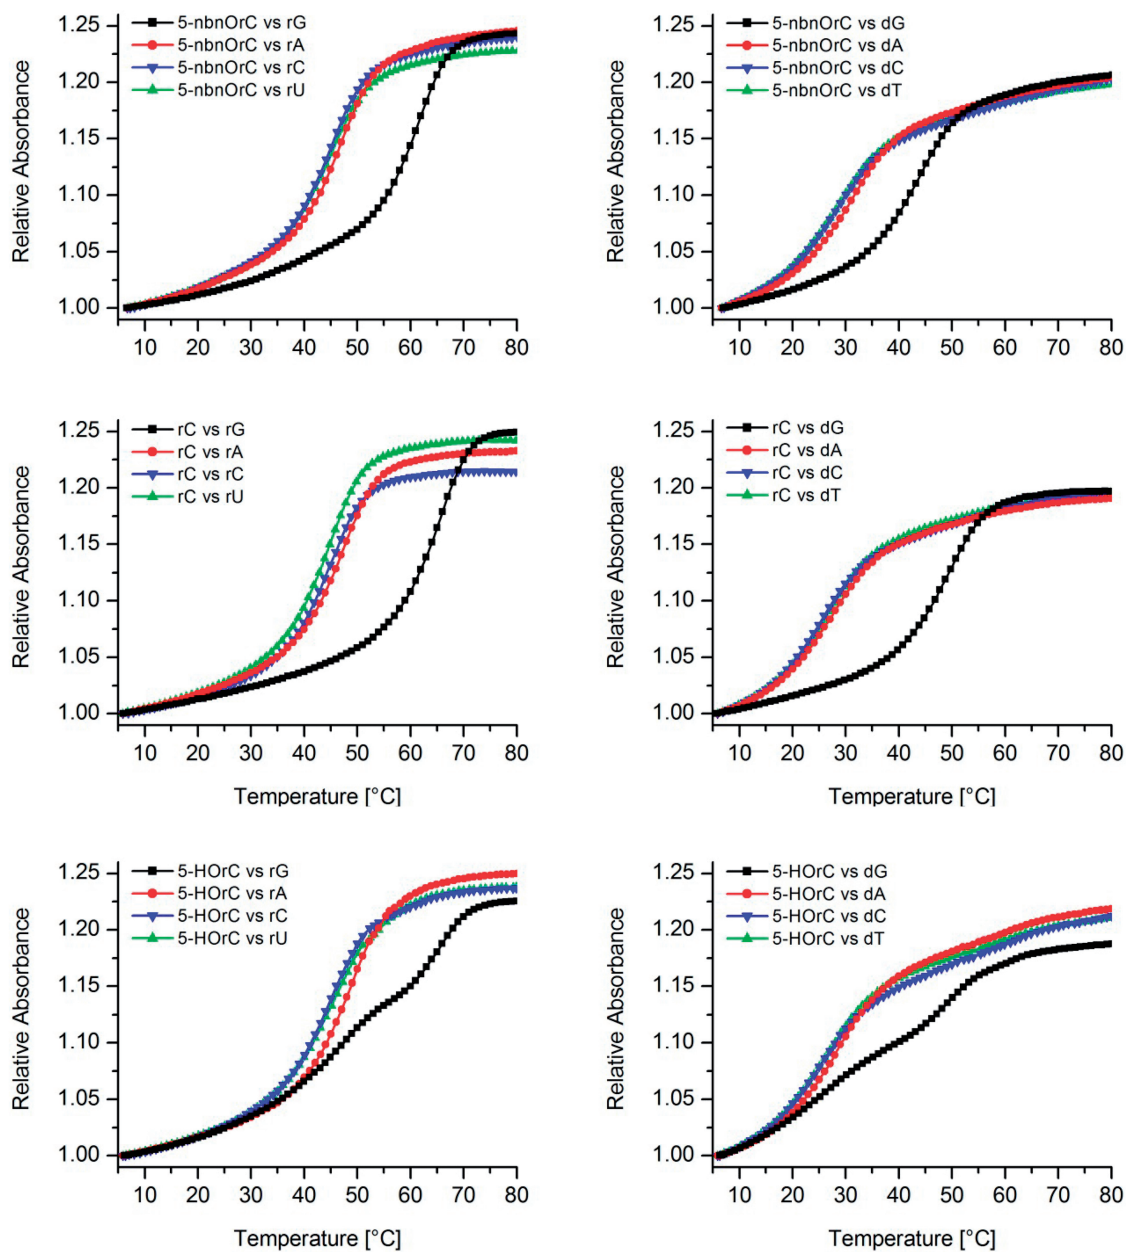 5-nbnOrC vs rG
5-nbnOrC vs rA
5-nbnOrC vs rC
5-nbnOrC vs rU
Relative Absorbance
1.25
1.20
1.15
1.10
1.05
1.00
10 20 30 40 50 60 70 80
5-nbnOrC vs dG
5-nbnOrC vs dA
5-nbnOrC vs dC
5-nbnOrC vs dT
Relative Absorbance
1.25
1.20
1.15
1.10
1.05
1.00
10 20 30 40 50 60 70 80
rC vs rG
rC vs rA
rC vs rC
rC vs rU
Relative Absorbance
1.25
1.20
1.15
1.10
1.05
1.00
10 20 30 40 50 60 70 80
Temperature [°C]
rC vs dG
rC vs dA
rC vs dC
rC vs dT
Relative Absorbance
1.25
1.20
1.15
1.10
1.05
1.00
10 20 30 40 50 60 70 80
Temperature [°C]
5-HOrC vs rG
5-HOrC vs rA
5-HOrC vs rC
5-HOrC vs rU
Relative Absorbance
1.25
1.20
1.15
1.10
1.05
1.00
10 20 30 40 50 60 70 80
Temperature [°C]
5-HOrC vs dG
5-HOrC vs dA
5-HOrC vs dC
5-HOrC vs dT
Relative Absorbance
1.25
1.20
1.15
1.10
1.05
1.00
10 20 30 40 50 60 70 80
Temperature [°C]